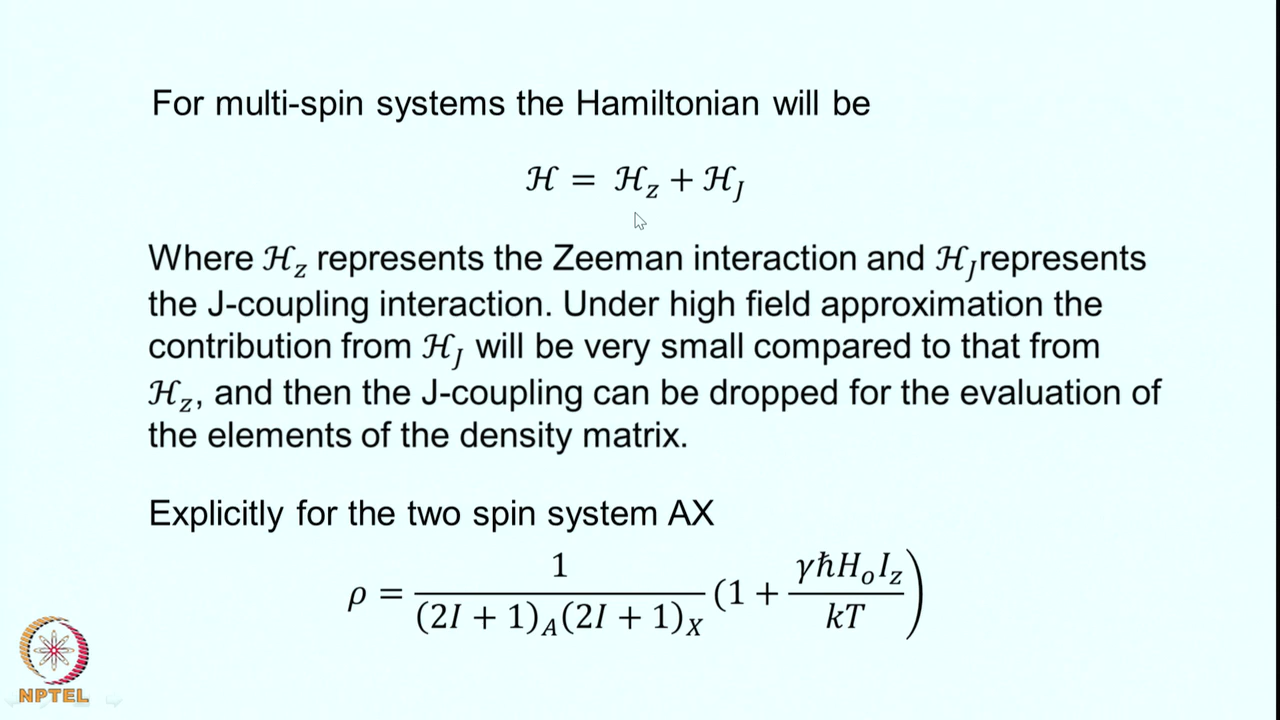 For multi-spin systems the Hamiltonian will be
ℋ = ℋ_z + ℋ_J
Where ℋ_z represents the Zeeman interaction and ℋ_J represents
the J-coupling interaction. Under high field approximation the
contribution from ℋ_J will be very small compared to that from
ℋ_z, and then the J-coupling can be dropped for the evaluation of
the elements of the density matrix.
Explicitly for the two spin system AX
ρ = 1 / ((2I + 1)_A(2I + 1)_X) (1 + γℏH_oI_z / kT)
NPTEL